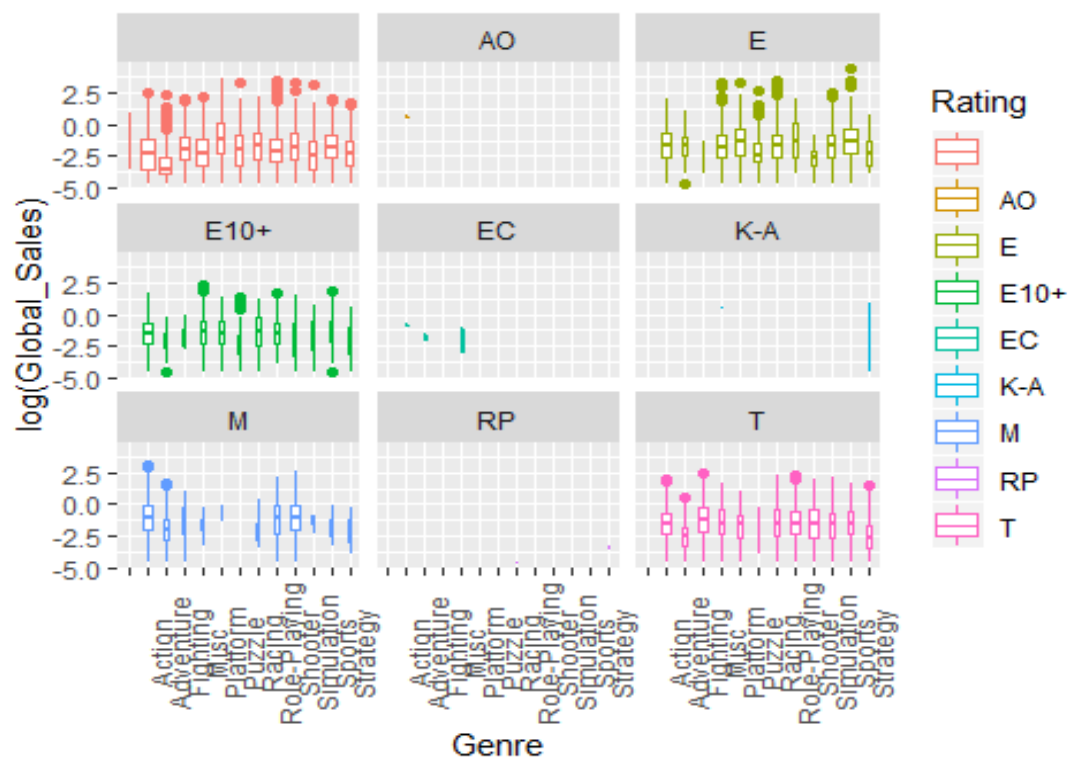 AO
E
2.5
0.0
-2.5
-5.0
E10+
EC
K-A
2.5
0.0
-2.5
-5.0
M
RP
T
2.5
0.0
-2.5
-5.0
log(Global_Sales)
Action
Adventure
Fighting
Misc
Platform
Puzzle
Racing
Role-Playing
Shooter
Simulation
Sports
Strategy
Action
Adventure
Fighting
Misc
Platform
Puzzle
Racing
Role-Playing
Shooter
Simulation
Sports
Strategy
Action
Adventure
Fighting
Misc
Platform
Puzzle
Racing
Role-Playing
Shooter
Simulation
Sports
Strategy
Genre
Rating
AO
E
E10+
EC
K-A
M
RP
T